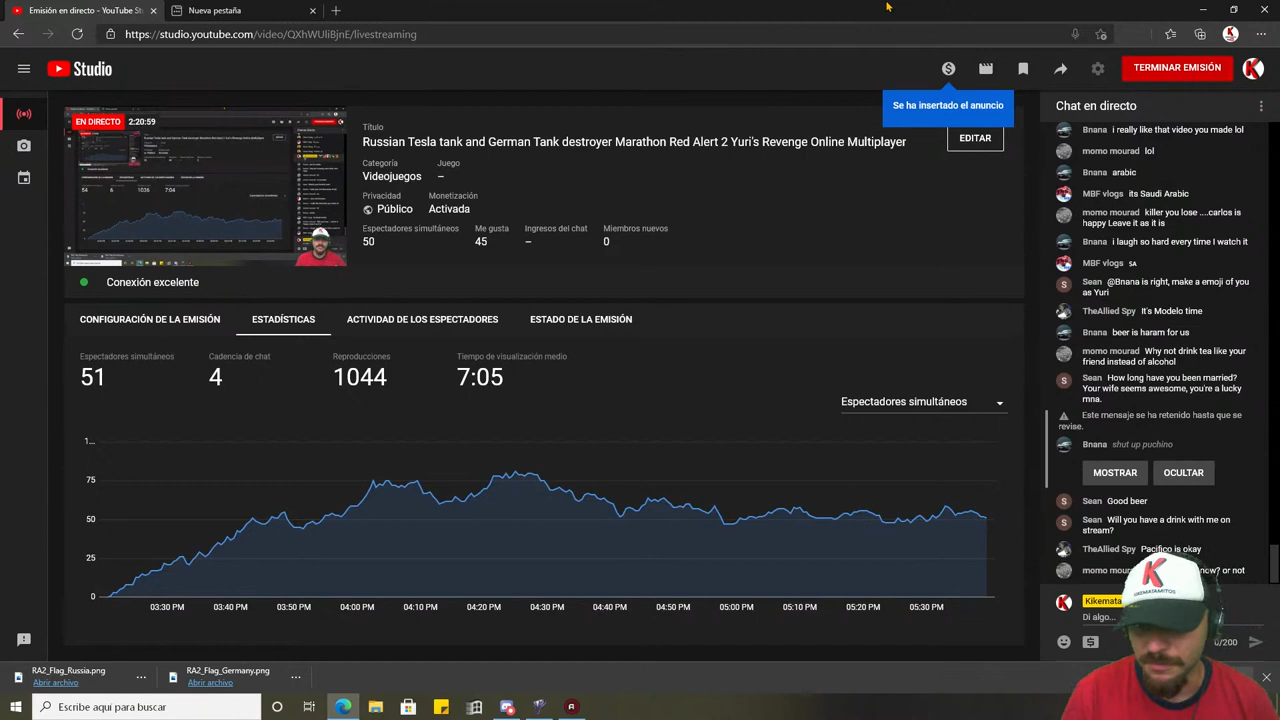 Emisión en directo - YouTube St
Nueva pestaña
https://studio.youtube.com/video/QXhWUliBjnE/livestreaming
Studio
TERMINAR EMISIÓN
Se ha insertado el anuncio
Chat en directo
EN DIRECTO 2:20:59
Título
Russian Tesla tank and German Tank destroyer Marathon Red Alert 2 Yuri's Revenge Online Multiplayer
EDITAR
Categoría Juego
Videojuegos –
Privacidad Monetización
Público Activada
Espectadores simultáneos Me gusta Ingresos del chat Miembros nuevos
50 45 – 0
Conexión excelente
CONFIGURACIÓN DE LA EMISIÓN ESTADÍSTICAS ACTIVIDAD DE LOS ESPECTADORES ESTADO DE LA EMISIÓN
Espectadores simultáneos Cadencia de chat Reproducciones Tiempo de visualización medio
51 4 1044 7:05
Espectadores simultáneos
1...
75
50
25
0
03:30 PM 03:40 PM 03:50 PM 04:00 PM 04:10 PM 04:20 PM 04:30 PM 04:40 PM 04:50 PM 05:00 PM 05:10 PM 05:20 PM 05:30 PM
Bnana i really like that video you made lol
momo mourad lol
Bnana arabic
MBF vlogs its Saudi Arabic
momo mourad killer you lose ....carlos is
happy Leave it as it is
Bnana i laugh so hard every time I watch it
MBF vlogs SA
Sean @Bnana is right, make a emoji of you
as Yuri
TheAllied Spy It's Modelo time
Bnana beer is haram for us
momo mourad Why not drink tea like your
friend instead of alcohol
Sean How long have you been married?
Your wife seems awesome, you're a lucky
mna.
Este mensaje se ha retenido hasta que se
revise.
Bnana shut up puchino
MOSTRAR OCULTAR
Sean Good beer
Sean Will you have a drink with me on
stream?
TheAllied Spy Pacifico is okay
momo mourad now? or not
Kikematamitos
Di algo...
0/200
K
KIKEMATAMITOS
RA2_Flag_Russia.png
Abrir archivo
RA2_Flag_Germany.png
Abrir archivo
Escribe aquí para buscar